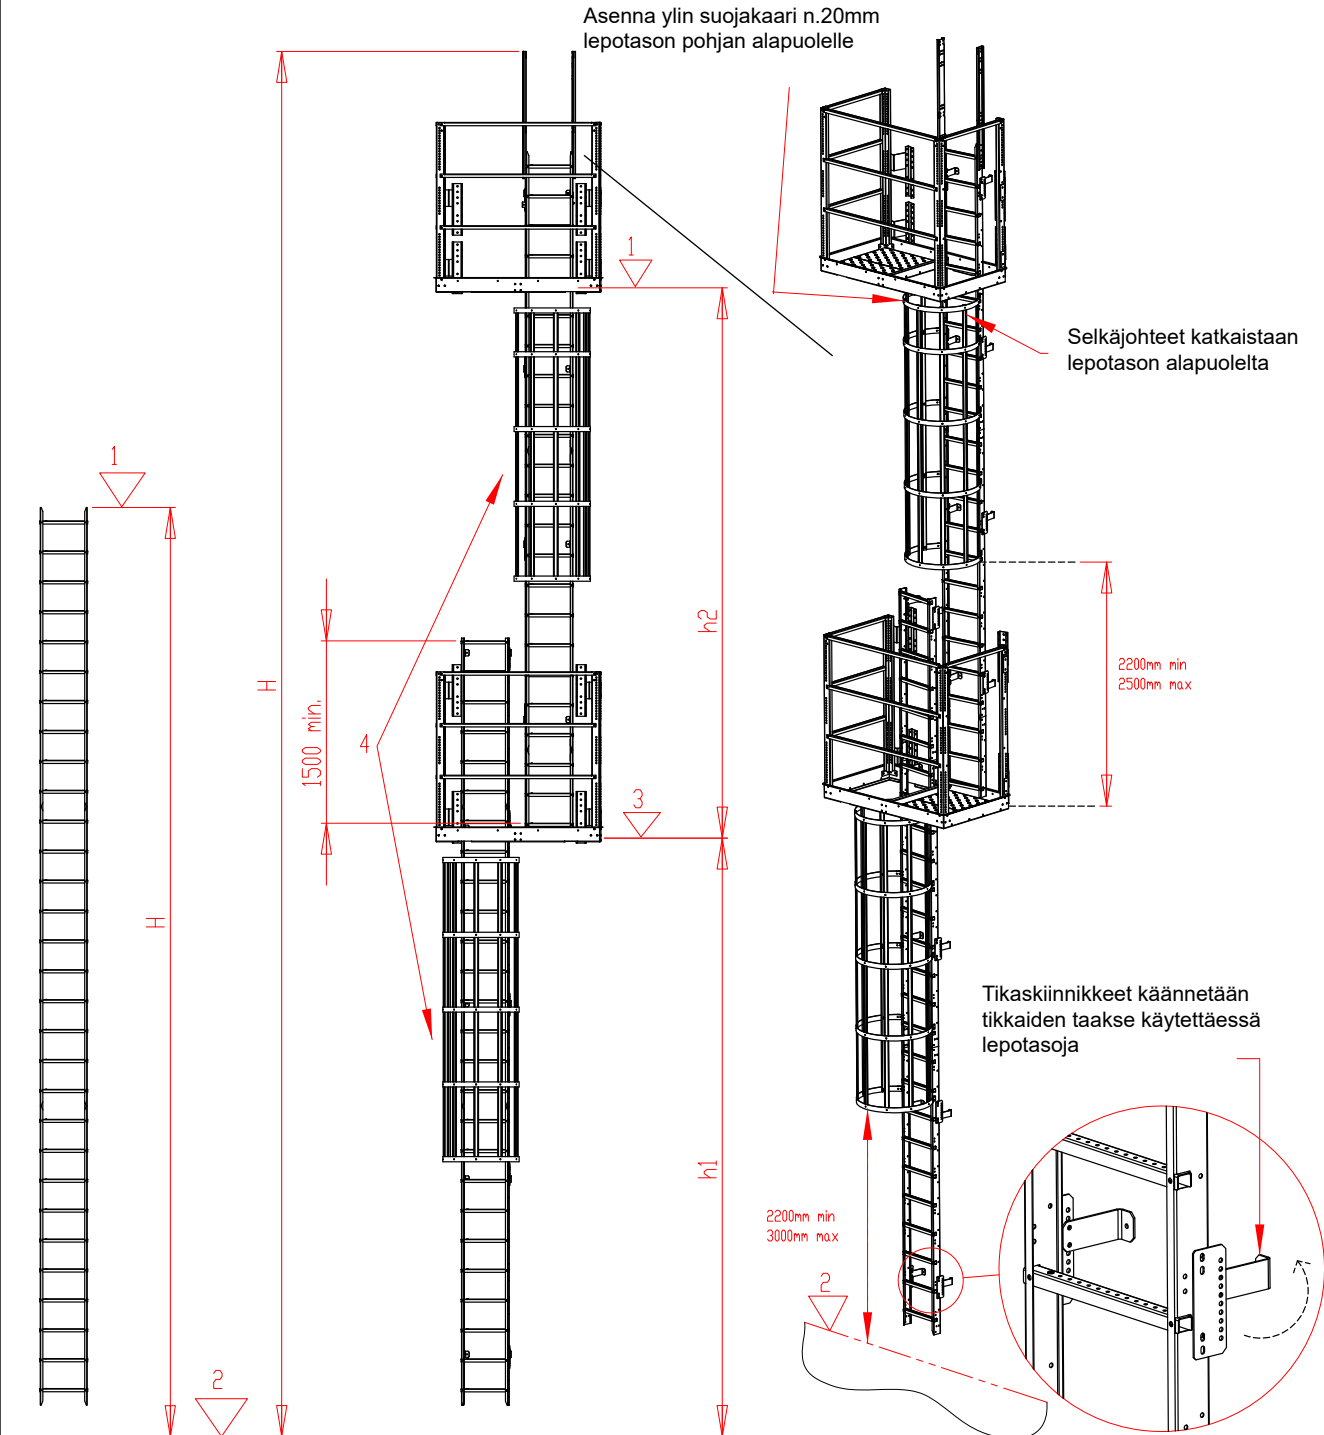 Asenna ylin suojakaari n.20mm
lepotason pohjan alapuolelle
1
Selkäjohteet katkaistaan
lepotason alapuolelta
1
H
h2
2200mm min
2500mm max
1500 min.
4
3
H
Tikaskiinnikkeet käännetään
tikkaiden taakse käytettäessä
lepotasoja
h1
2200mm min
3000mm max
2
2